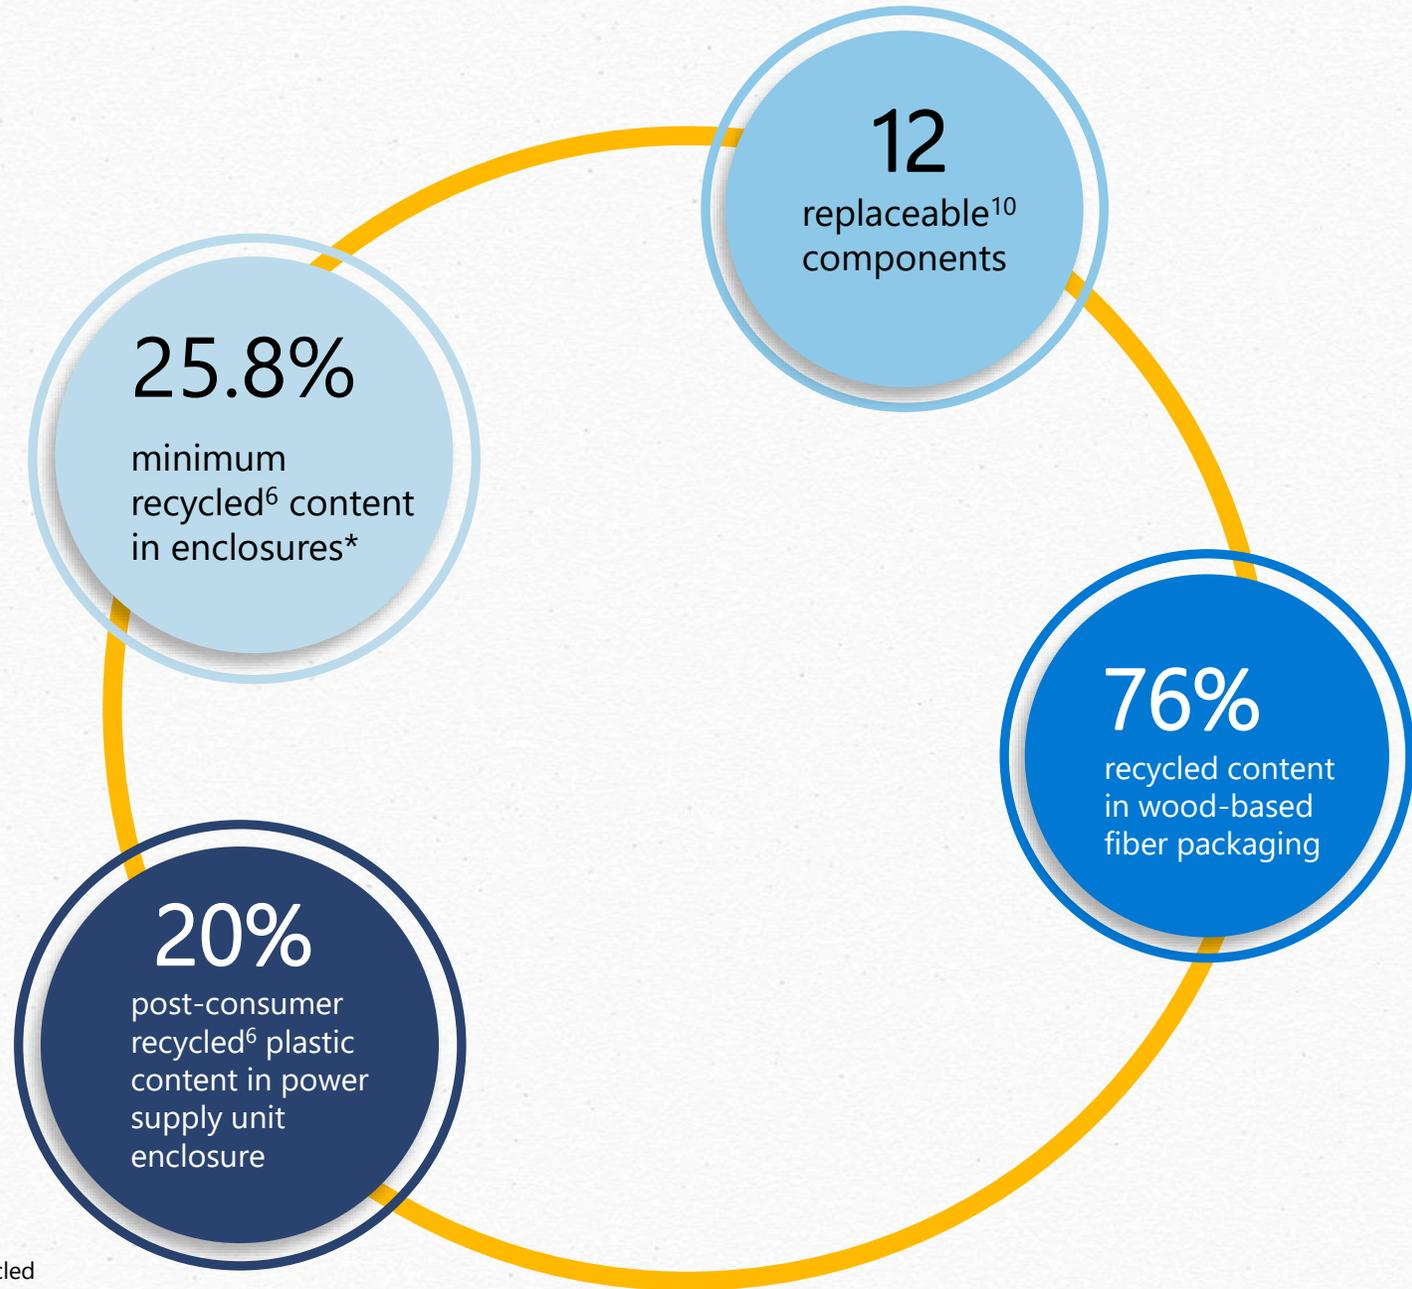 12
replaceable¹⁰
components
25.8%
minimum
recycled⁶ content
in enclosures*
76%
recycled content
in wood-based
fiber packaging
20%
post-consumer
recycled⁶ plastic
content in power
supply unit
enclosure